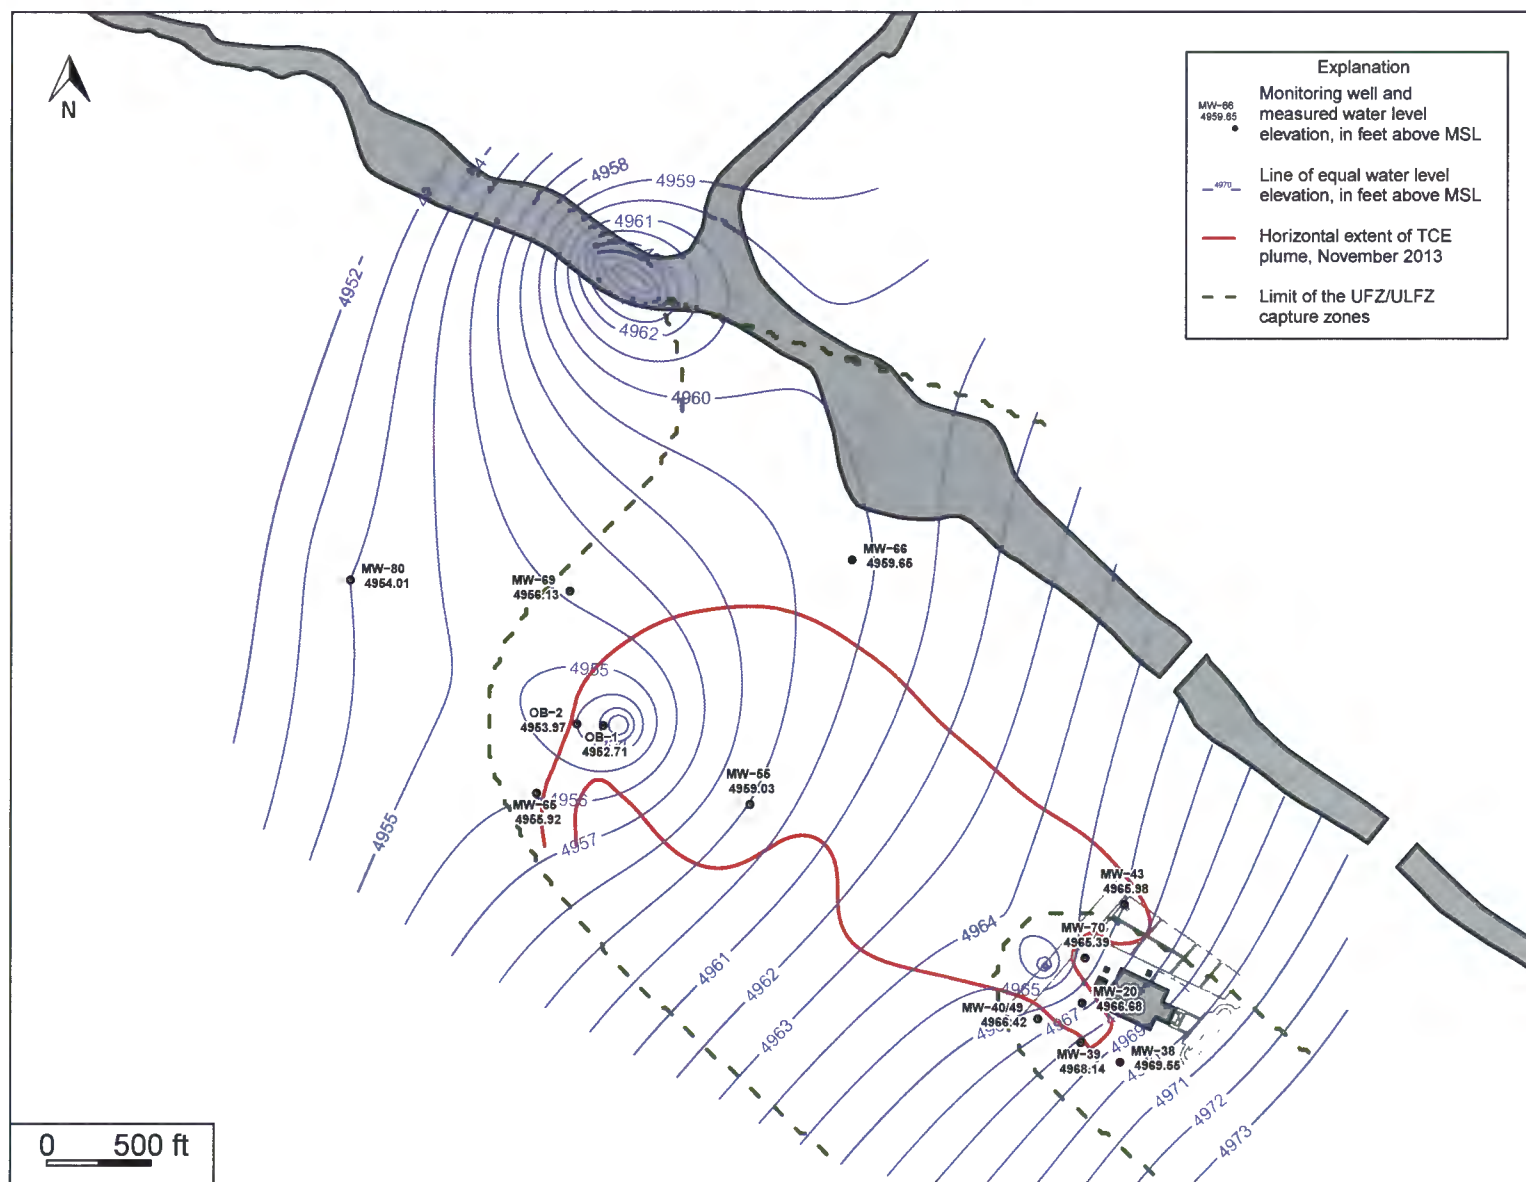 N
Explanation
MW-66
4959.65
Monitoring well and
measured water level
elevation, in feet above MSL
4970
Line of equal water level
elevation, in feet above MSL
Horizontal extent of TCE
plume, November 2013
Limit of the UFZ/ULFZ
capture zones
4958
4959
4961
4952
4962
4960
MW-66
4959.65
MW-80
4954.01
MW-69
4956.13
4955
OB-2
4953.97
OB-1
4952.71
MW-55
4959.03
4956
MW-65
4955.92
4955
4957
MW-43
4965.98
4964
MW-70
4965.39
4961
4962
4965
MW-20
4966.68
MW-40/49
4966.42
4967
4963
4969
MW-39
4968.14
MW-38
4969.55
4971
4972
4973
0 500 ft